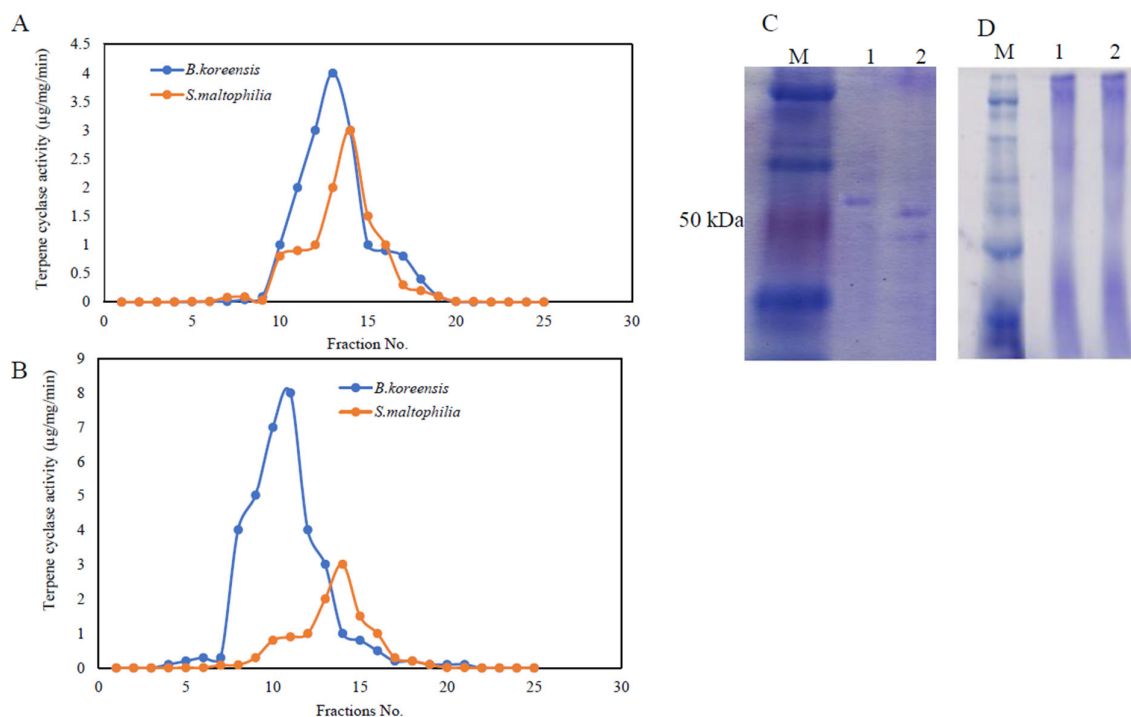 A
Terpene cyclase activity (µg/mg/min)
4.5
4
3.5
3
2.5
2
1.5
1
0.5
0
B.koreensis
S.maltophilia
0 5 10 15 20 25 30
Fraction No.
B
Terpene cyclase activity (µg/mg/min)
9
8
7
6
5
4
3
2
1
0
B.koreensis
S.maltophilia
0 5 10 15 20 25 30
Fractions No.
C
M 1 2
50 kDa
D
M 1 2